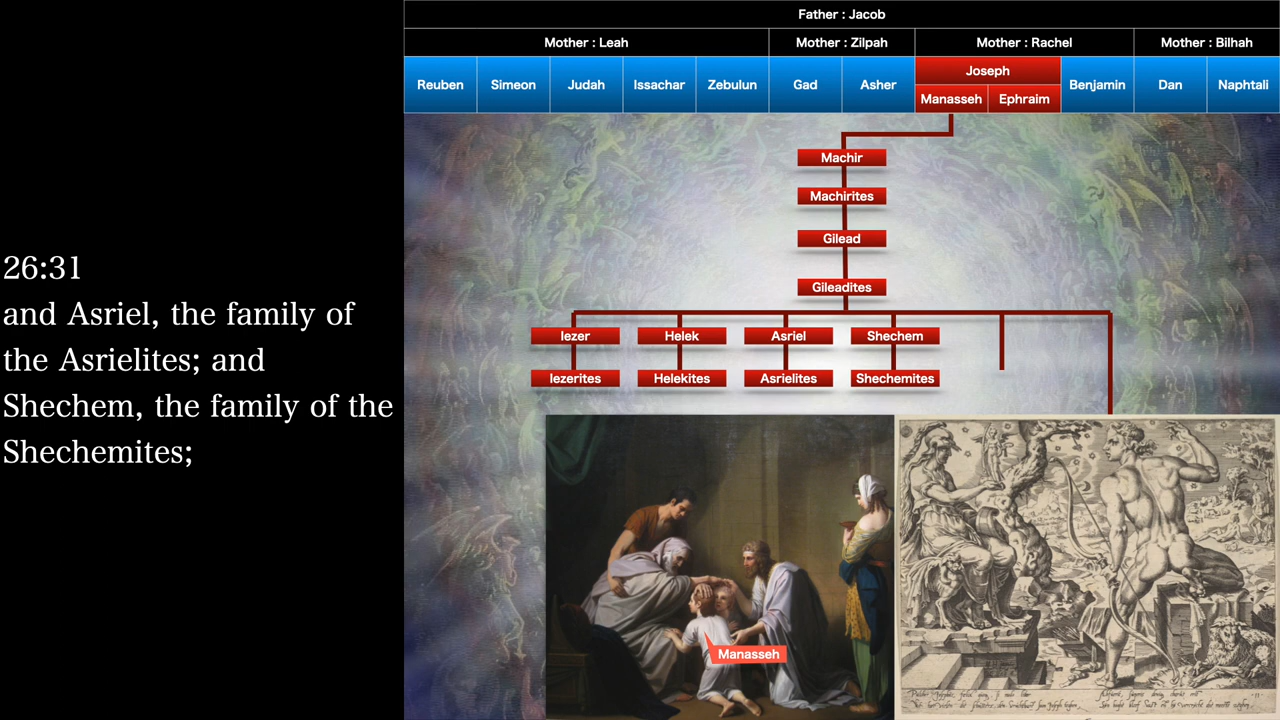 26:31
and Asriel, the family of
the Asrielites; and
Shechem, the family of the
Shechemites;
Father : Jacob
Mother : Leah
Mother : Zilpah
Mother : Rachel
Mother : Bilhah
Reuben
Simeon
Judah
Issachar
Zebulun
Gad
Asher
Joseph
Manasseh
Ephraim
Benjamin
Dan
Naphtali
Machir
Machirites
Gilead
Gileadites
Iezer
Helek
Asriel
Shechem
Iezerites
Helekites
Asrielites
Shechemites
Manasseh